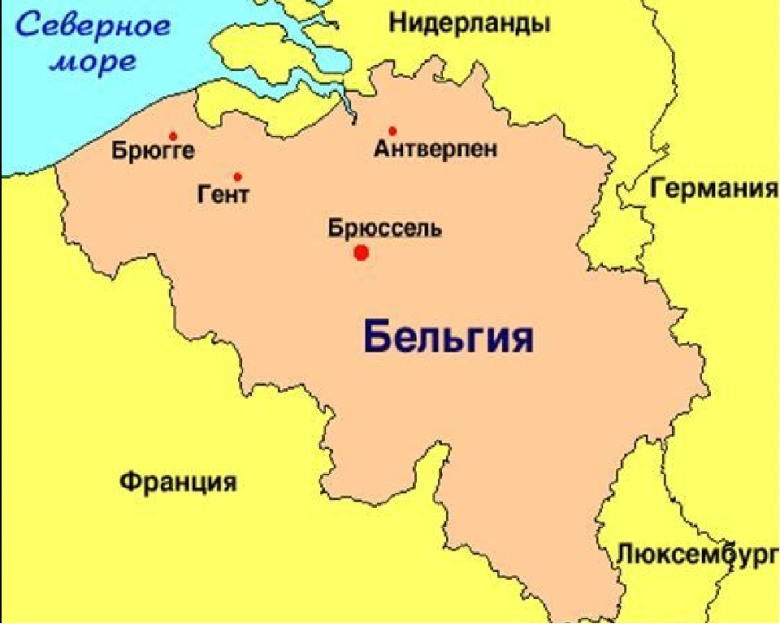 Северное
море
Нидерланды
Брюгге
Антверпен
Гент
Германия
Брюссель
Бельгия
Франция
Люксембург